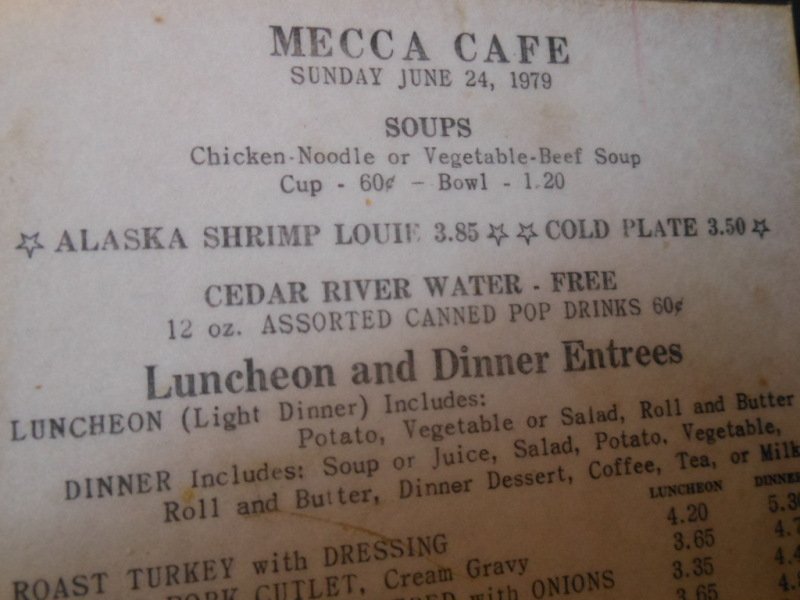 MECCA CAFE
SUNDAY JUNE 24, 1979
SOUPS
Chicken-Noodle or Vegetable-Beef Soup
Cup - 60¢ - Bowl - 1.20
☆ ALASKA SHRIMP LOUIE 3.85 ☆ ☆ COLD PLATE 3.50 ☆
CEDAR RIVER WATER - FREE
12 oz. ASSORTED CANNED POP DRINKS 60¢
Luncheon and Dinner Entrees
LUNCHEON (Light Dinner) Includes:
Potato, Vegetable or Salad, Roll and Butter
DINNER Includes: Soup or Juice, Salad, Potato. Vegetable,
Roll and Butter, Dinner Dessert, Coffee, Tea, or Milk
LUNCHEON DINNER
ROAST TURKEY with DRESSING 4.20
PORK CUTLET, Cream Gravy 3.65
with ONIONS 3.35
3.65